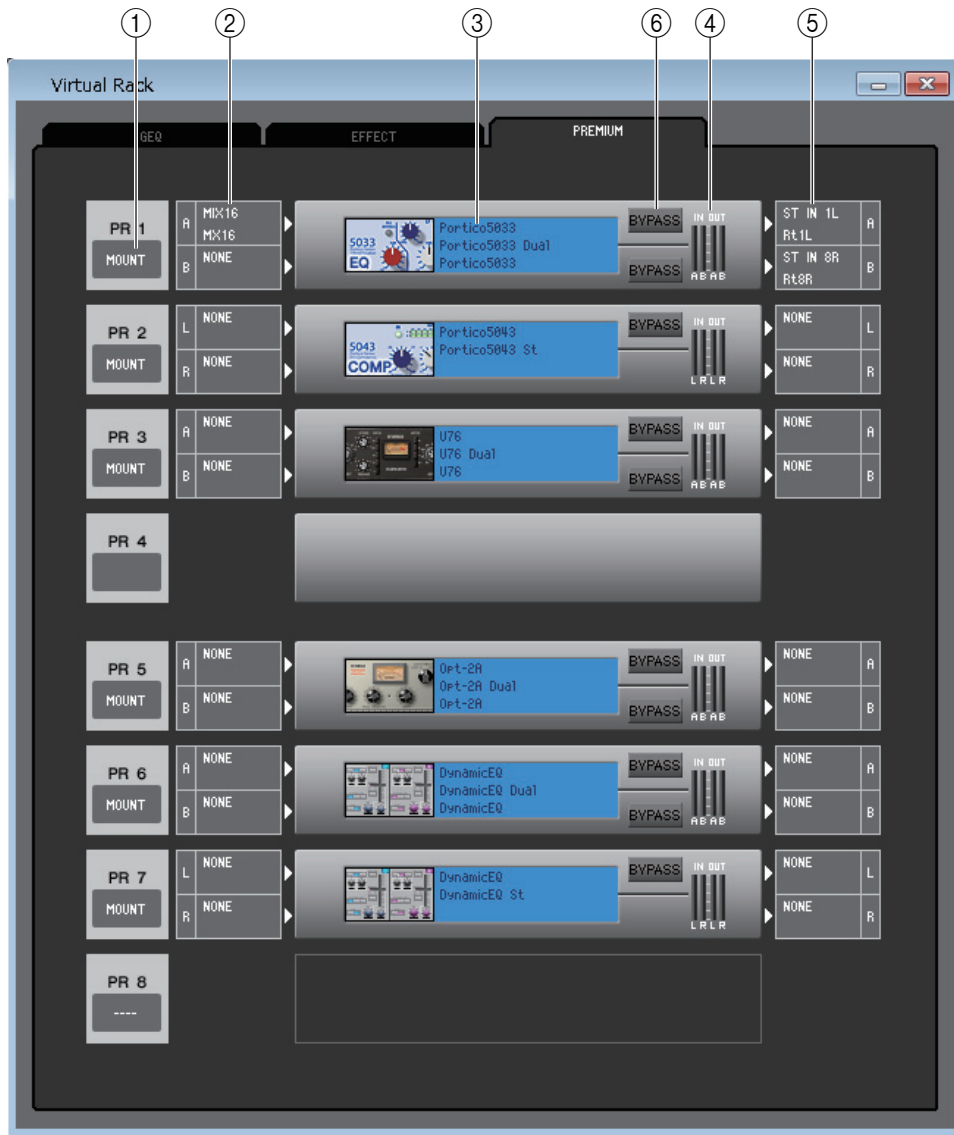 ① ② ③ ⑥ ④ ⑤
Virtual Rack
GEQ EFFECT PREMIUM
PR 1
MOUNT
A MIX16
MX16
B NONE
5033
EQ
Portico5033
Portico5033 Dual
Portico5033
BYPASS
BYPASS
IN OUT
A B A B
ST IN 1L
Rt1L
A
ST IN 8R
Rt8R
B
PR 2
MOUNT
L NONE
R NONE
5043
COMP
Portico5043
Portico5043 St
BYPASS
IN OUT
L R L R
NONE L
NONE R
PR 3
MOUNT
A NONE
B NONE
U76
U76 Dual
U76
BYPASS
BYPASS
IN OUT
A B A B
NONE A
NONE B
PR 4
PR 5
MOUNT
A NONE
B NONE
Opt-2A
Opt-2A Dual
Opt-2A
BYPASS
BYPASS
IN OUT
A B A B
NONE A
NONE B
PR 6
MOUNT
A NONE
B NONE
DynamicEQ
DynamicEQ Dual
DynamicEQ
BYPASS
BYPASS
IN OUT
A B A B
NONE A
NONE B
PR 7
MOUNT
L NONE
R NONE
DynamicEQ
DynamicEQ St
BYPASS
IN OUT
L R L R
NONE L
NONE R
PR 8
----